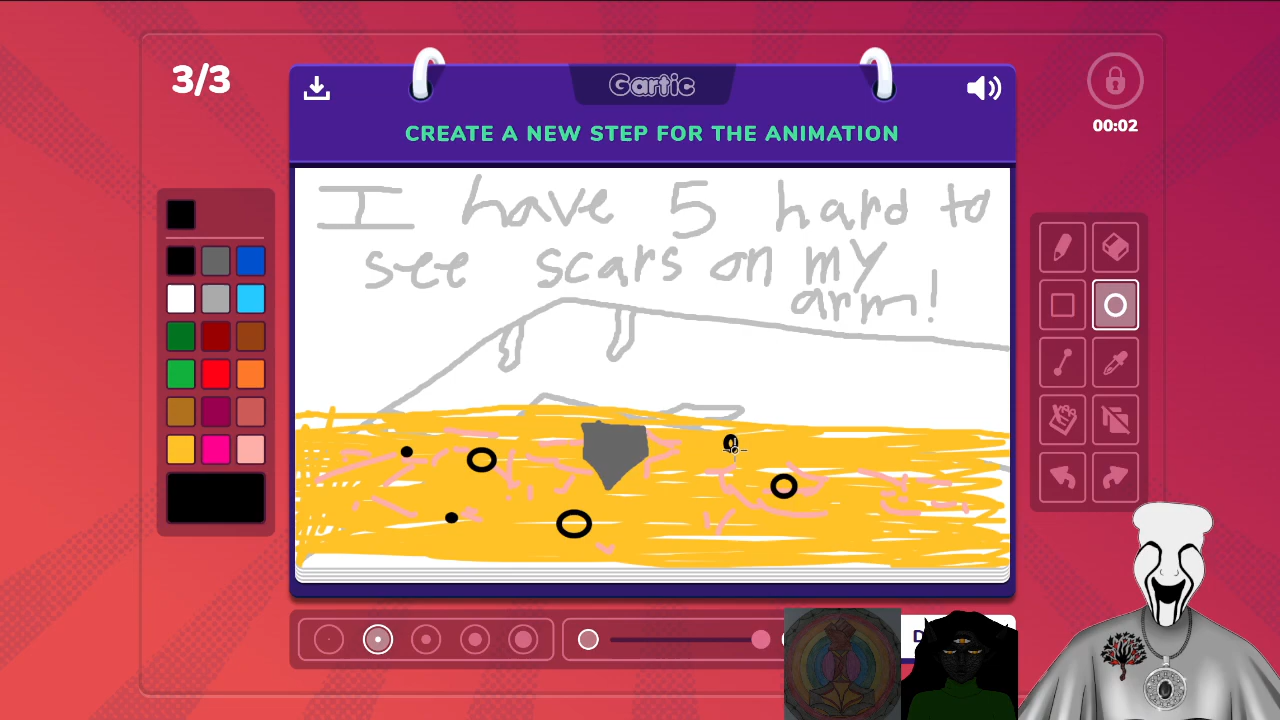 3/3
Gartic
CREATE A NEW STEP FOR THE ANIMATION
00:02
I have 5 hard to
see scars on my
arm!
D